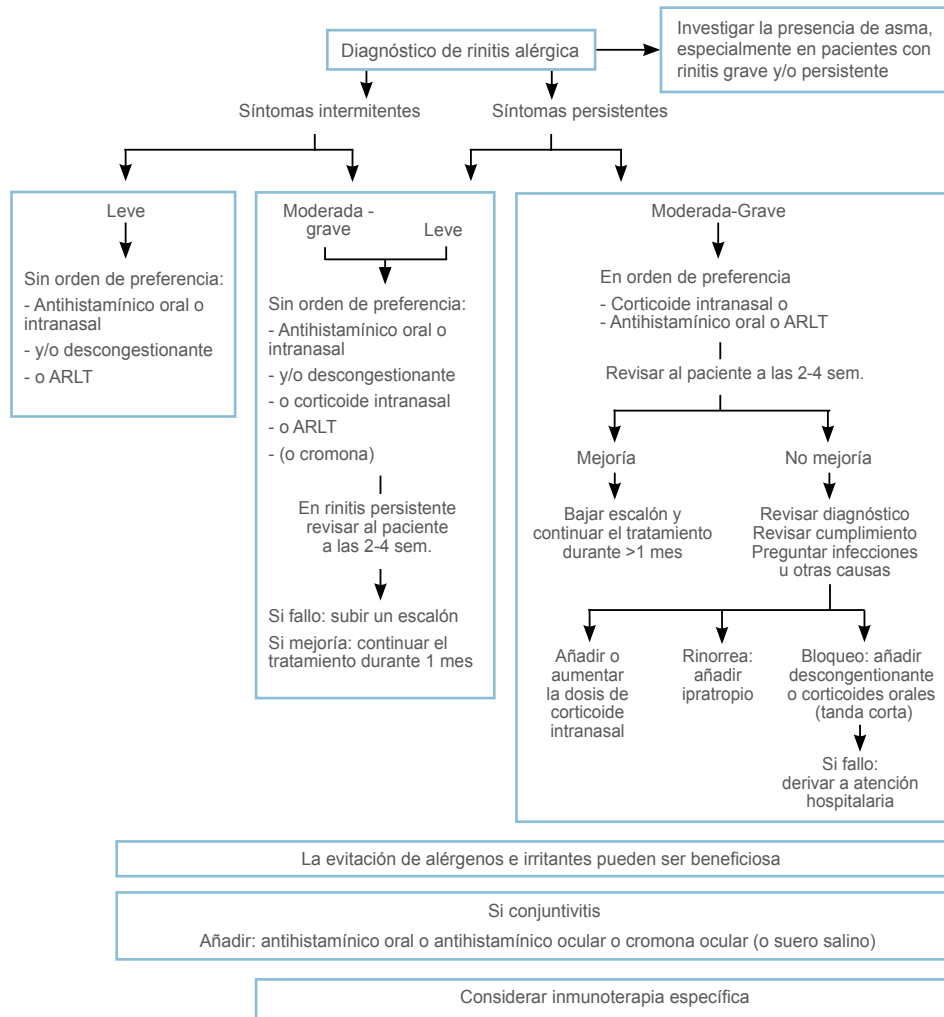 Diagnóstico de rinitis alérgica
Investigar la presencia de asma,
especialmente en pacientes con
rinitis grave y/o persistente
Síntomas intermitentes
Síntomas persistentes
Leve
Sin orden de preferencia:
- Antihistamínico oral o
intranasal
- y/o descongestionante
- o ARLT
Moderada -
grave
Leve
Sin orden de preferencia:
- Antihistamínico oral o
intranasal
- y/o descongestionante
- o corticoide intranasal
- o ARLT
- (o cromona)
En rinitis persistente
revisar al paciente
a las 2-4 sem.
Si fallo: subir un escalón
Si mejoría: continuar el
tratamiento durante 1 mes
Moderada-Grave
En orden de preferencia
- Corticoide intranasal o
- Antihistamínico oral o ARLT
Revisar al paciente a las 2-4 sem.
Mejoría
Bajar escalón y
continuar el tratamiento
durante >1 mes
No mejoría
Revisar diagnóstico
Revisar cumplimiento
Preguntar infecciones
u otras causas
Añadir o
aumentar
la dosis de
corticoide
intranasal
Rinorrea:
añadir
ipratropio
Bloqueo: añadir
descongentionante
o corticoides orales
(tanda corta)
Si fallo:
derivar a atención
hospitalaria
La evitación de alérgenos e irritantes pueden ser beneficiosa
Si conjuntivitis
Añadir: antihistamínico oral o antihistamínico ocular o cromona ocular (o suero salino)
Considerar inmunoterapia específica